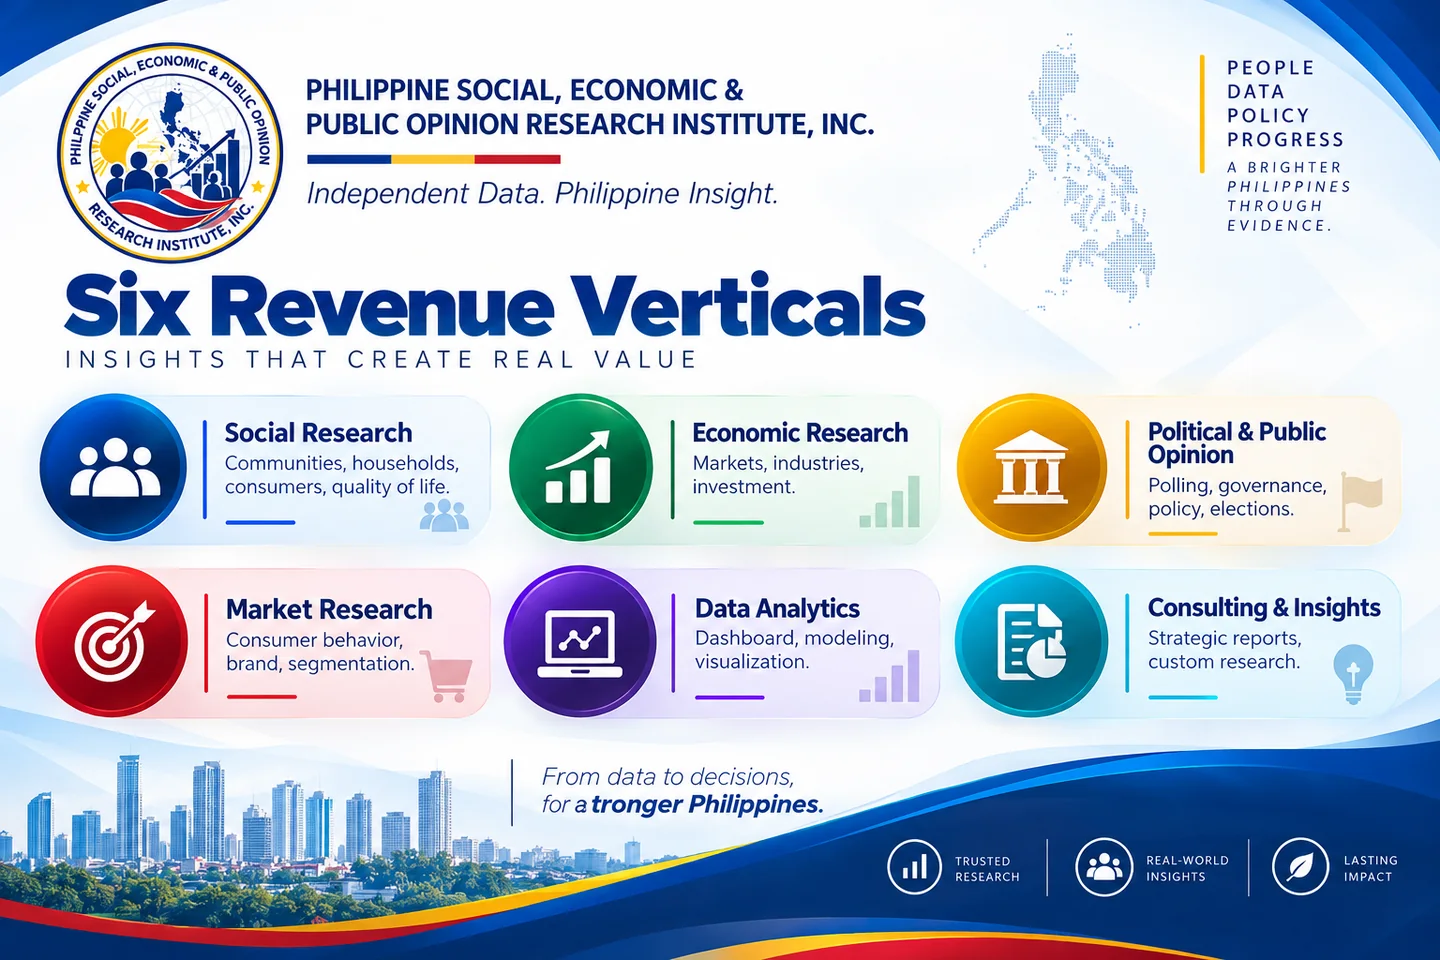 PHILIPPINE SOCIAL, ECONOMIC & PUBLIC OPINION
RESEARCH INSTITUTE, INC.
PHILIPPINE SOCIAL, ECONOMIC &
PUBLIC OPINION RESEARCH INSTITUTE, INC.
Independent Data. Philippine Insight.
PEOPLE
DATA
POLICY
PROGRESS
A BRIGHTER
PHILIPPINES
THROUGH
EVIDENCE.
Six Revenue Verticals
INSIGHTS THAT CREATE REAL VALUE
Social Research
Communities, households,
consumers, quality of life.
Economic Research
Markets, industries,
investment.
Political & Public
Opinion
Polling, governance,
policy, elections.
Market Research
Consumer behavior,
brand, segmentation.
Data Analytics
Dashboard, modeling,
visualization.
Consulting & Insights
Strategic reports,
custom research.
From data to decisions,
for a tronger Philippines.
TRUSTED
RESEARCH
REAL-WORLD
INSIGHTS
LASTING
IMPACT